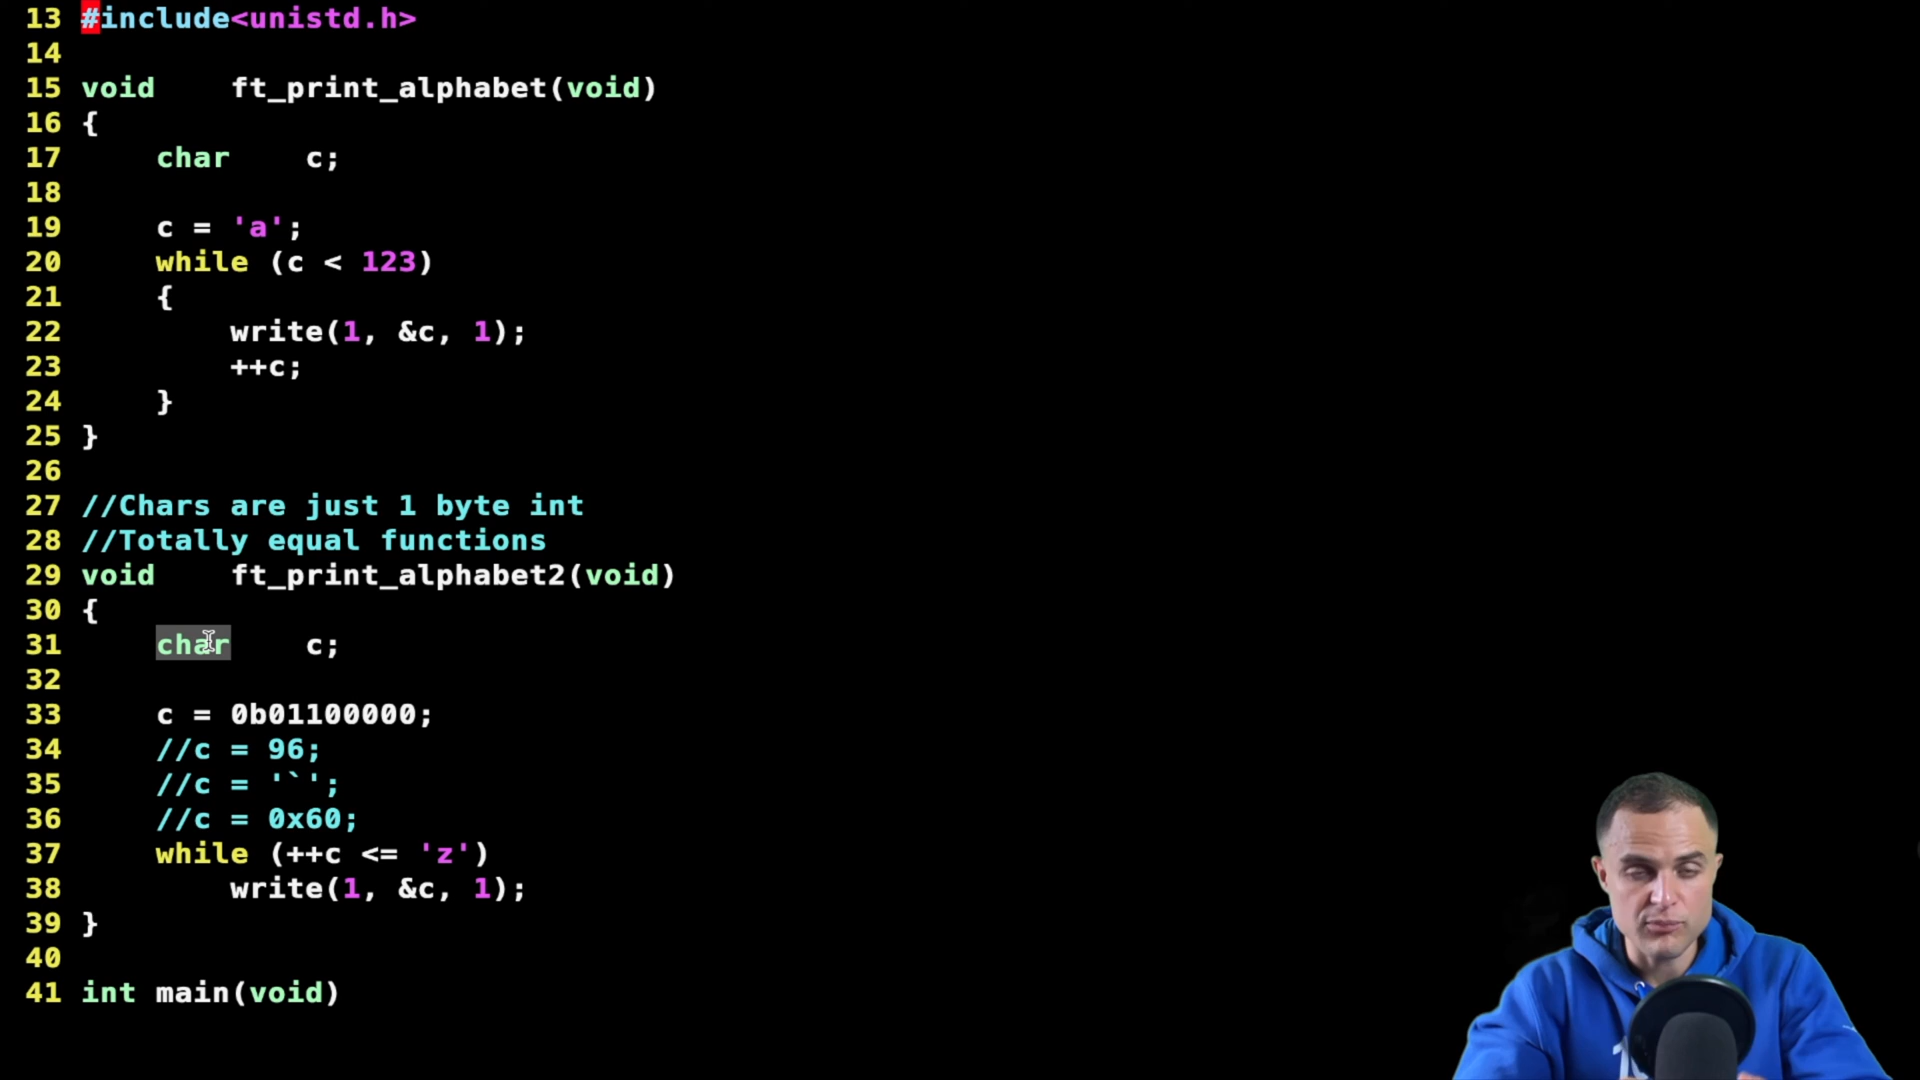 13 #include<unistd.h>
14
15 void    ft_print_alphabet(void)
16 {
17     char    c;
18
19     c = 'a';
20     while (c < 123)
21     {
22         write(1, &c, 1);
23         ++c;
24     }
25 }
26
27 //Chars are just 1 byte int
28 //Totally equal functions
29 void    ft_print_alphabet2(void)
30 {
31     char    c;
32
33     c = 0b01100000;
34     //c = 96;
35     //c = '`';
36     //c = 0x60;
37     while (++c <= 'z')
38         write(1, &c, 1);
39 }
40
41 int main(void)